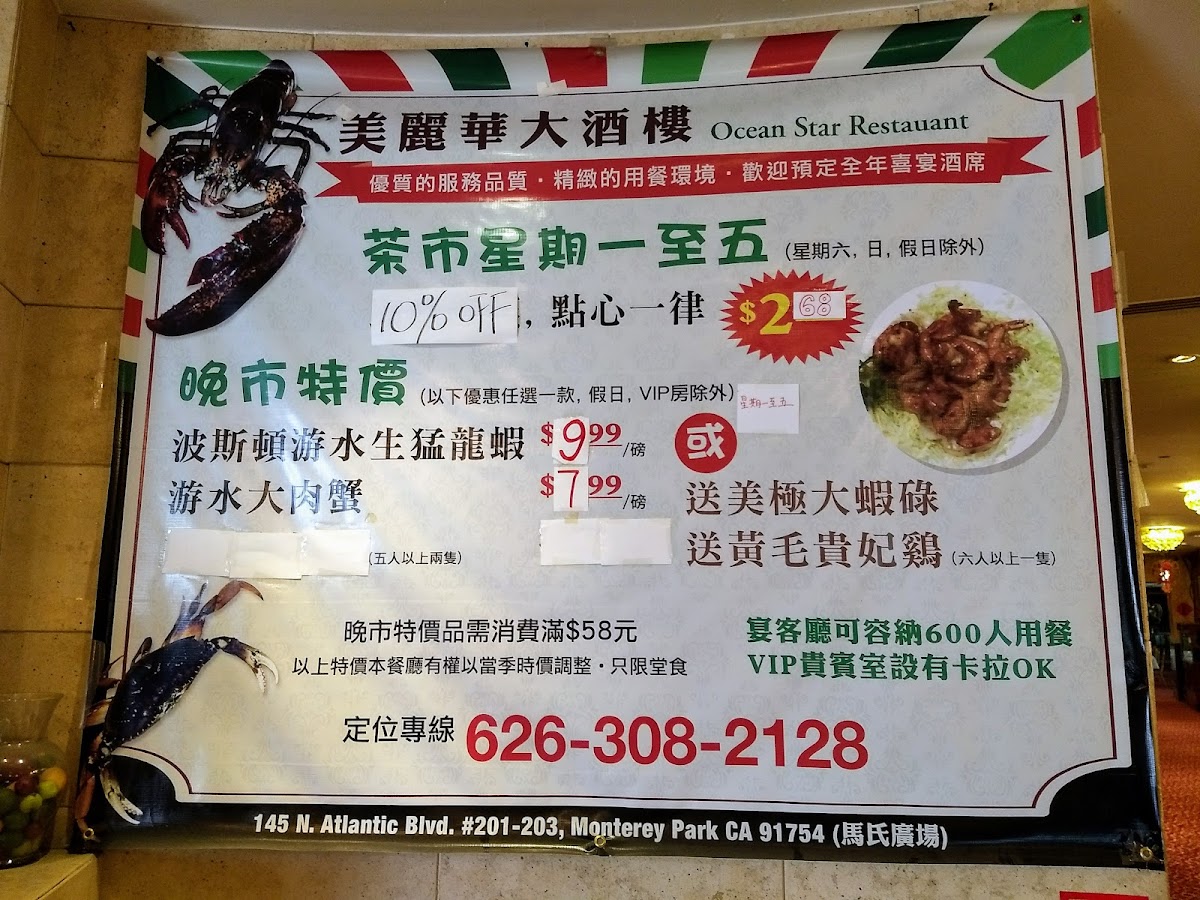 美麗華大酒樓 Ocean Star Restauant
優質的服務品質·精緻的用餐環境·歡迎預定全年喜宴酒席
茶市星期一至五 (星期六, 日, 假日除外)
10% OFF, 點心一律 $2 68
晚市特價 (以下優惠任選一款, 假日, VIP房除外) 星期一至五
波斯頓游水生猛龍蝦 $9.99/磅 或
游水大肉蟹 $7.99/磅 送美極大蝦碌
(五人以上兩隻) 送黃毛貴妃鷄 (六人以上一隻)
晚市特價品需消費滿$58元
以上特價本餐廳有權以當季時價調整·只限堂食
宴客廳可容納600人用餐
VIP貴賓室設有卡拉OK
定位專線 626-308-2128
145 N. Atlantic Blvd. #201-203, Monterey Park CA 91754 (馬氏廣場)